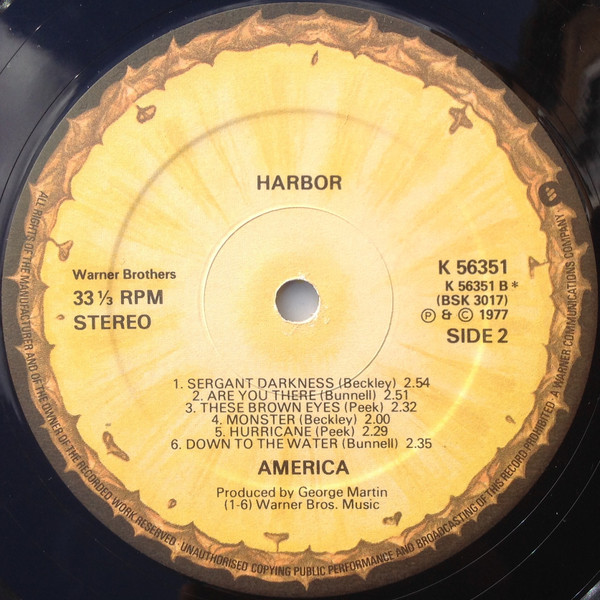 HARBOR
Warner Brothers
33 ⅓ RPM
STEREO
K 56351
K 56351 B*
(BSK 3017)
Ⓟ & © 1977
SIDE 2
1. SERGANT DARKNESS (Beckley) 2.54
2. ARE YOU THERE (Bunnell) 2.51
3. THESE BROWN EYES (Peek) 2.32
4. MONSTER (Beckley) 2.00
5. HURRICANE (Peek) 2.29
6. DOWN TO THE WATER (Bunnell) 2.35
AMERICA
Produced by George Martin
(1-6) Warner Bros. Music
ALL RIGHTS OF THE MANUFACTURER AND OF THE OWNER OF THE RECORDED WORK RESERVED. UNAUTHORISED COPYING PUBLIC PERFORMANCE AND BROADCASTING OF THIS RECORD PROHIBITED. A WARNER COMMUNICATIONS COMPANY